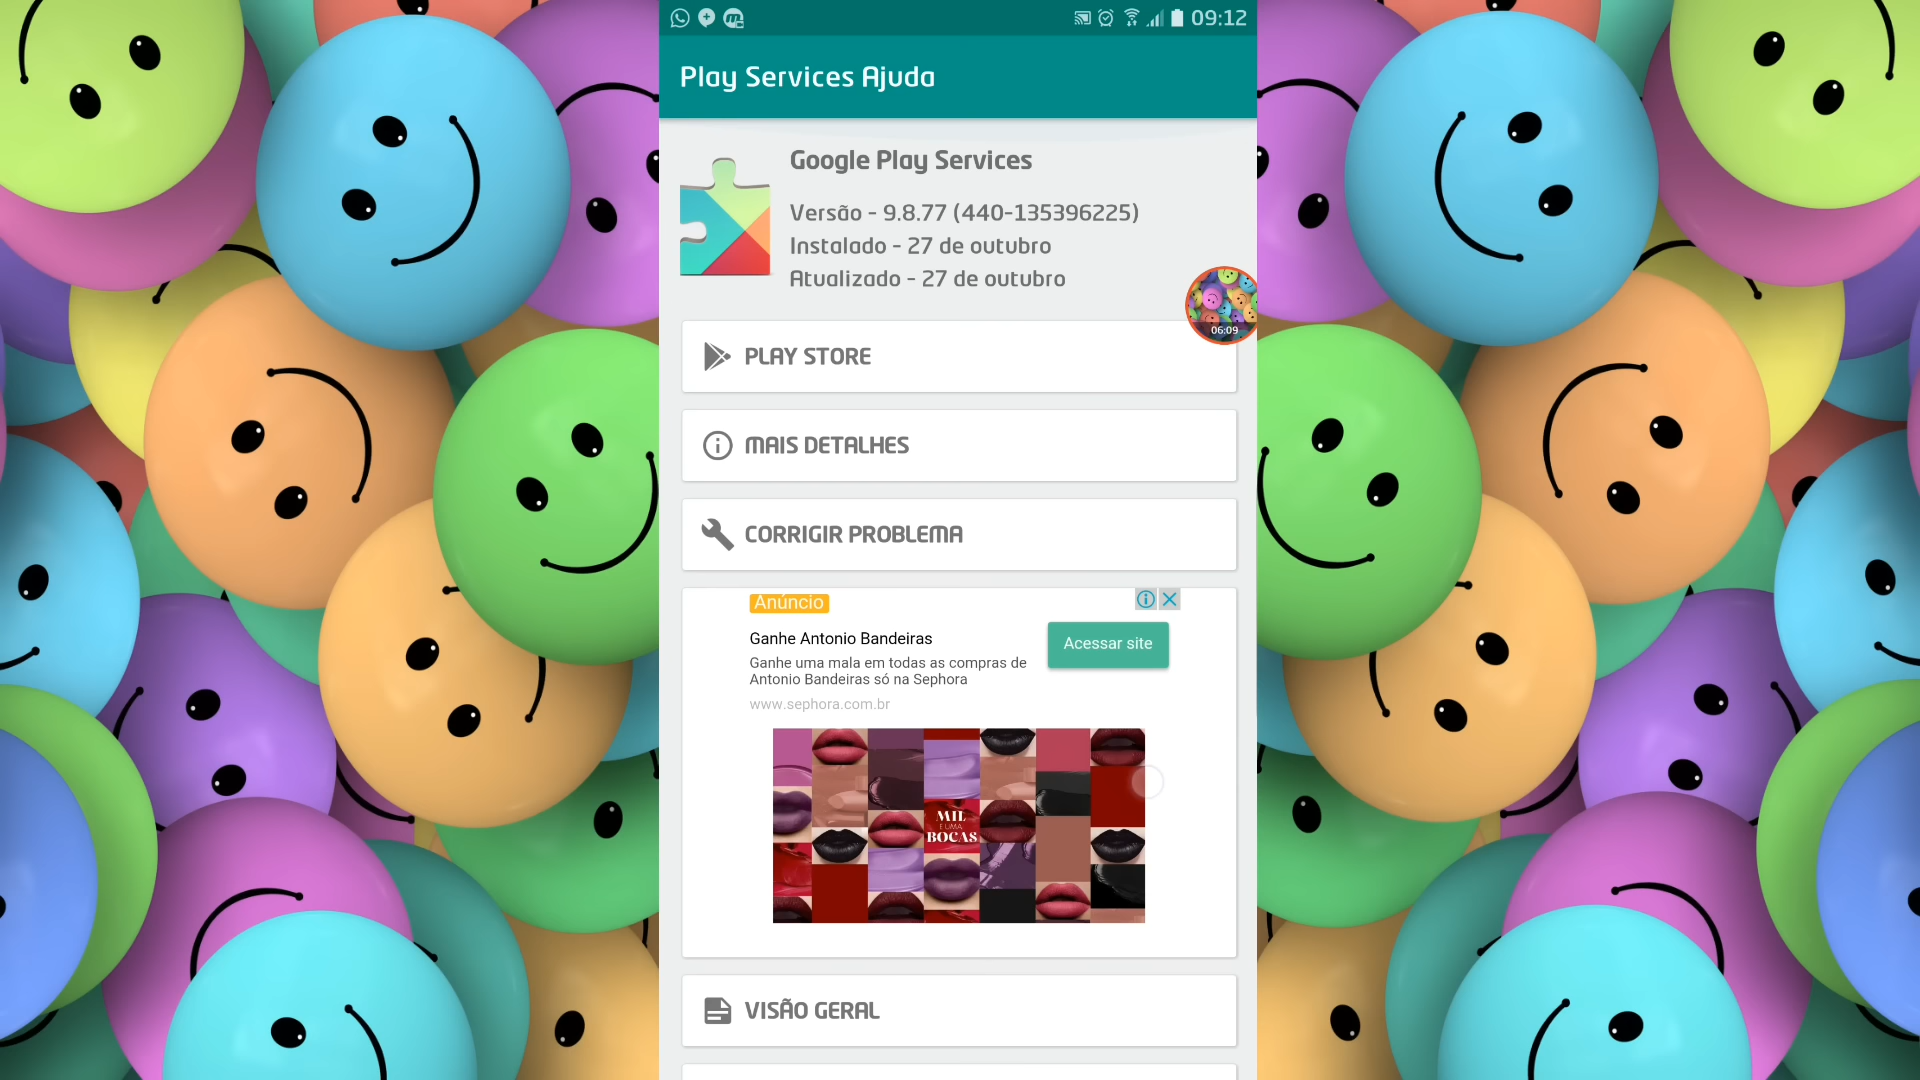 09:12
Play Services Ajuda
Google Play Services
Versão - 9.8.77 (440-135396225)
Instalado - 27 de outubro
Atualizado - 27 de outubro
06:09
PLAY STORE
MAIS DETALHES
CORRIGIR PROBLEMA
Anúncio
Ganhe Antonio Bandeiras
Acessar site
Ganhe uma mala em todas as compras de
Antonio Bandeiras só na Sephora
www.sephora.com.br
MIL
E UMA
BOCAS
VISÃO GERAL